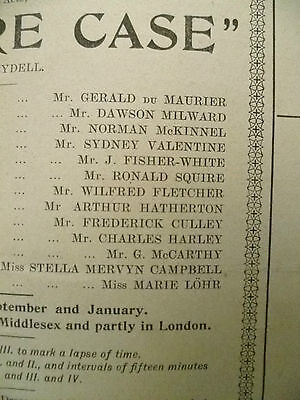 RE CASE"
YDELL.
... Mr. GERALD DU MAURIER
... ... Mr. DAWSON MILWARD
... Mr. NORMAN McKINNEL
... Mr. SYDNEY VALENTINE
... ... Mr. J. FISHER-WHITE
... ... Mr. RONALD SQUIRE
... Mr. WILFRED FLETCHER
... Mr ARTHUR HATHERTON
... Mr. FREDERICK CULLEY
... ... Mr. CHARLES HARLEY
... ... ... Mr. G. McCARTHY
Miss STELLA MERVYN CAMPBELL
... ... ... Miss MARIE LÖHR
ptember and January.
Middlesex and partly in London.
III. to mark a lapse of time.
. and II., and intervals of fifteen minutes
and III. and IV.